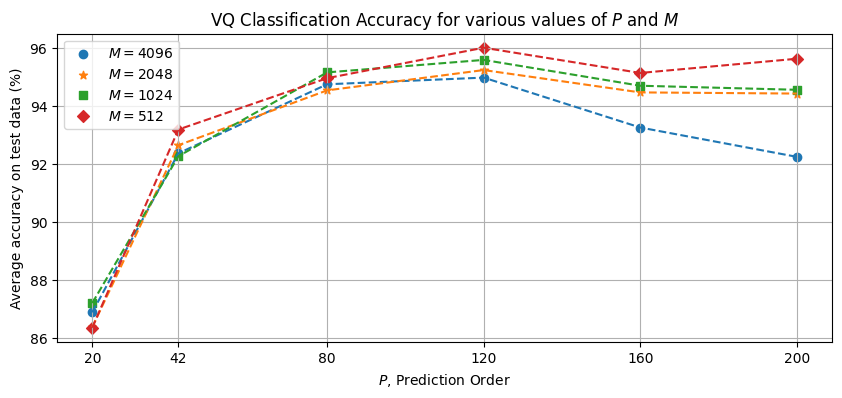 VQ Classification Accuracy for various values of P and M
Average accuracy on test data (%)
96
94
92
90
88
86
M = 4096
M = 2048
M = 1024
M = 512
20 42 80 120 160 200
P, Prediction Order